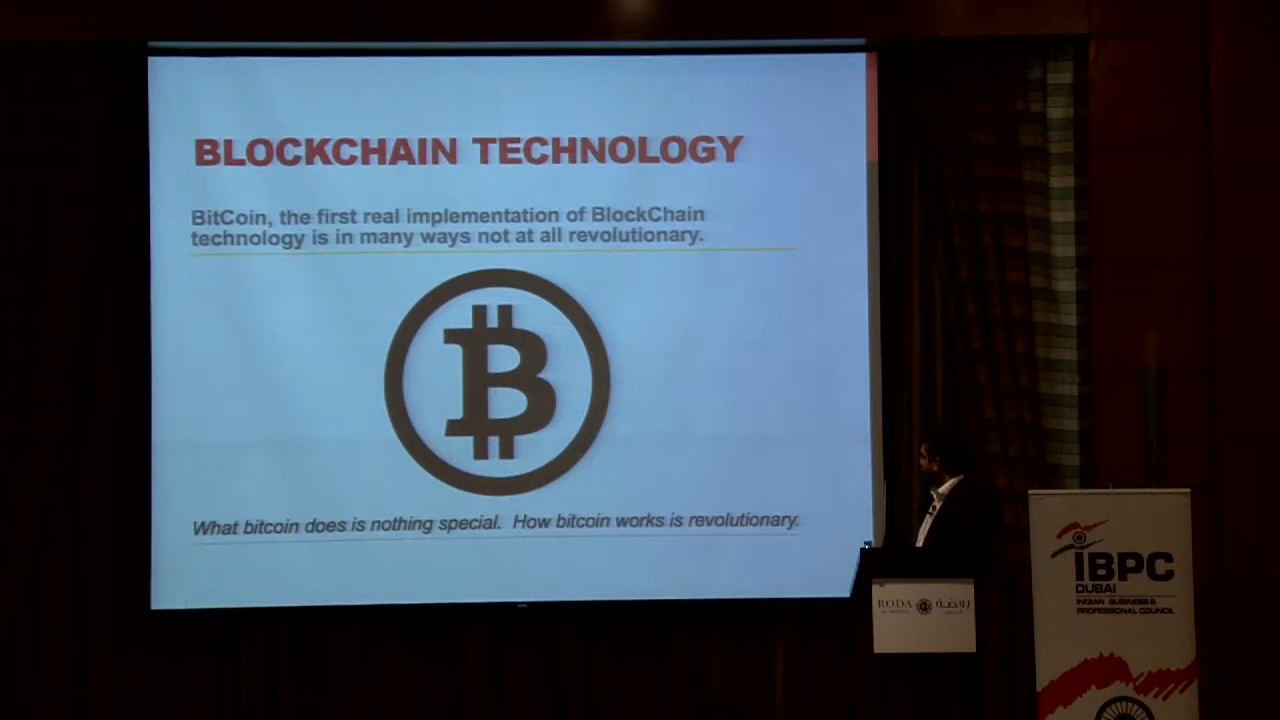 BLOCKCHAIN TECHNOLOGY
BitCoin, the first real implementation of BlockChain
technology is in many ways not at all revolutionary.
What bitcoin does is nothing special. How bitcoin works is revolutionary.
RODA روضة
IBPC
DUBAI
INDIAN BUSINESS &
PROFESSIONAL COUNCIL